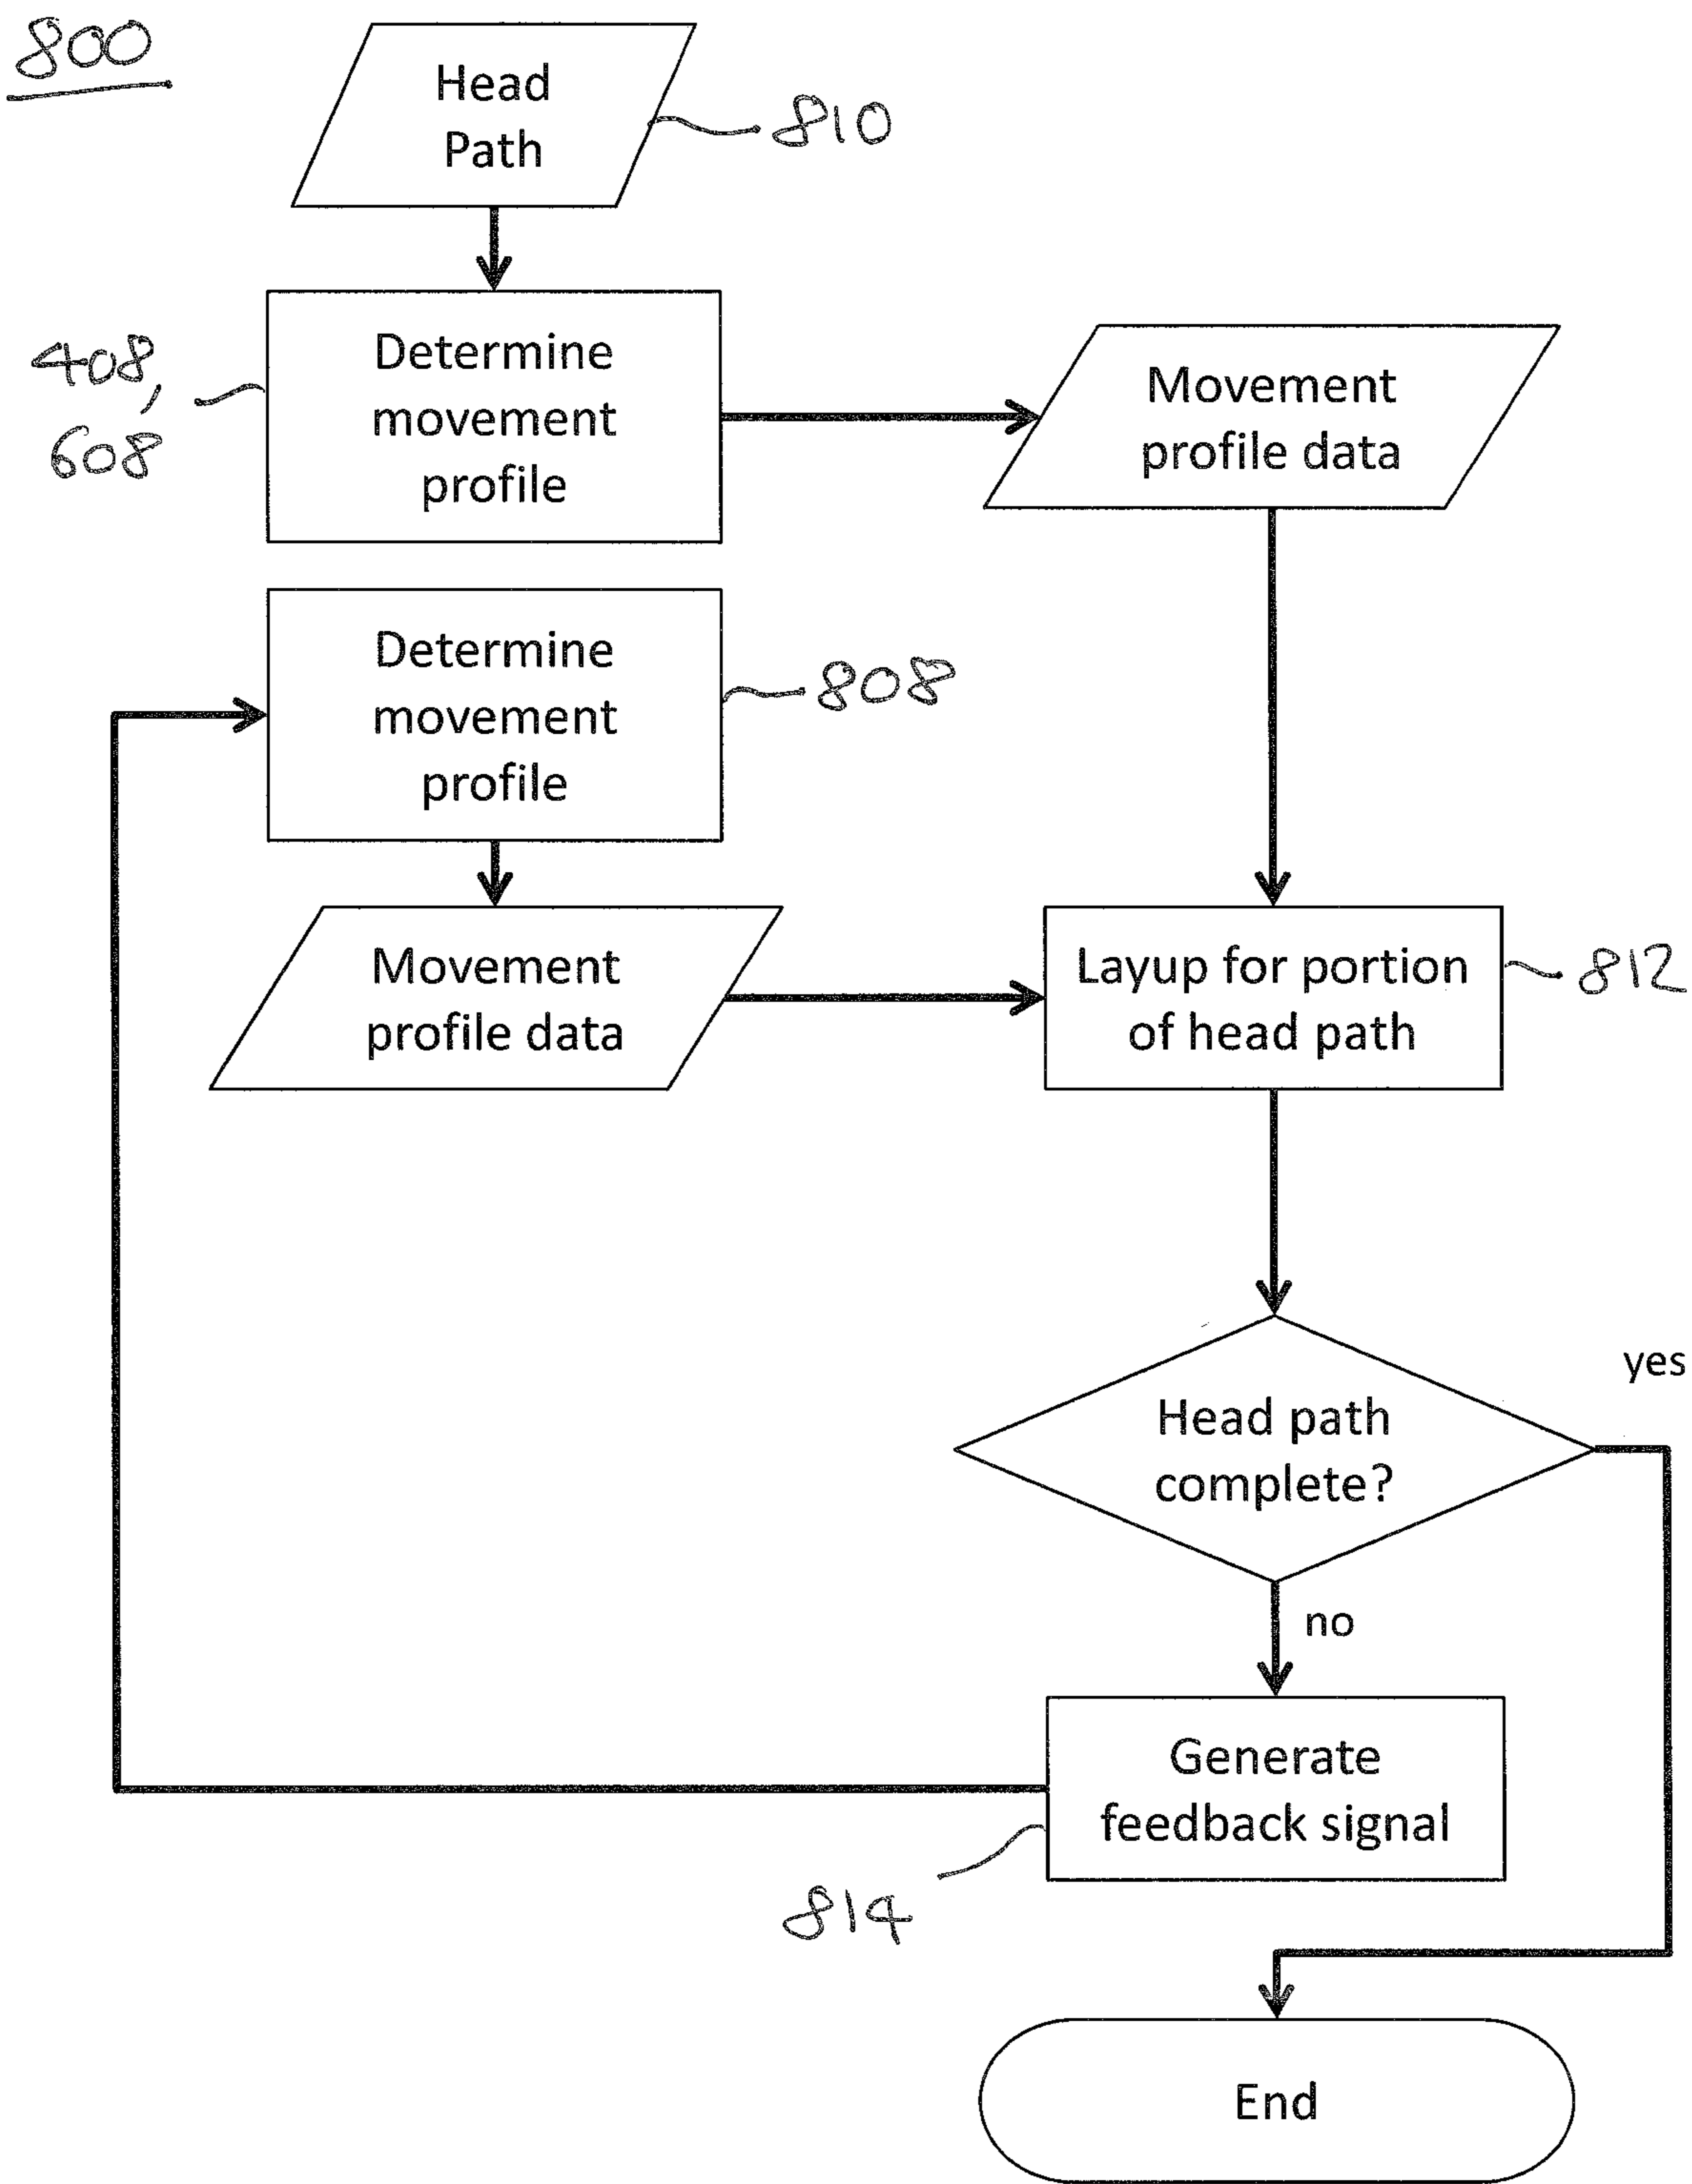 800
Head
Path
810
Determine
movement
profile
408,
608
Movement
profile data
Determine
movement
profile
808
Movement
profile data
Layup for portion
of head path
812
Head path
complete?
yes
no
Generate
feedback signal
814
End